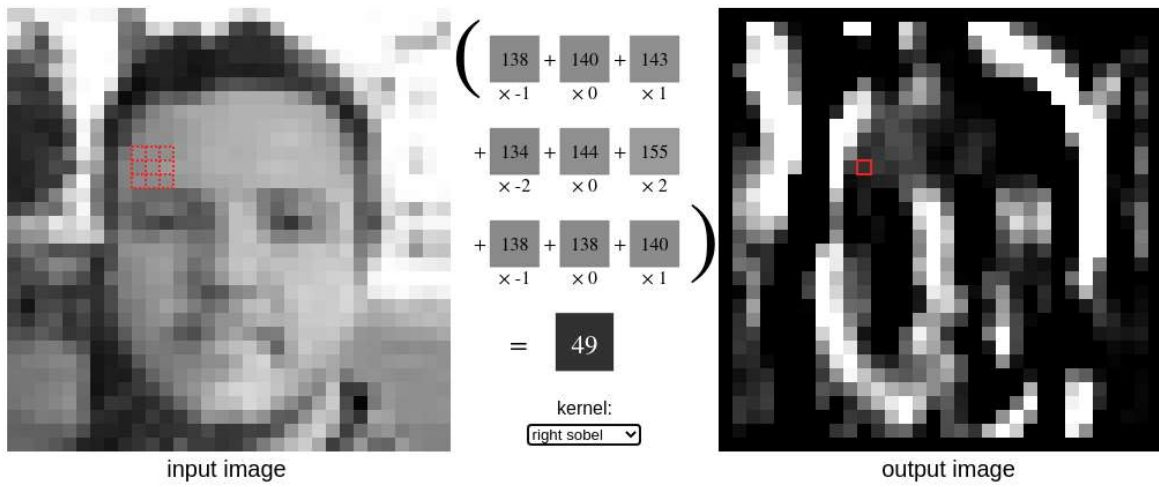 ( 138 + 140 + 143
× -1 × 0 × 1
+ 134 + 144 + 155
× -2 × 0 × 2
+ 138 + 138 + 140 )
× -1 × 0 × 1
= 49
kernel:
right sobel
input image
output image